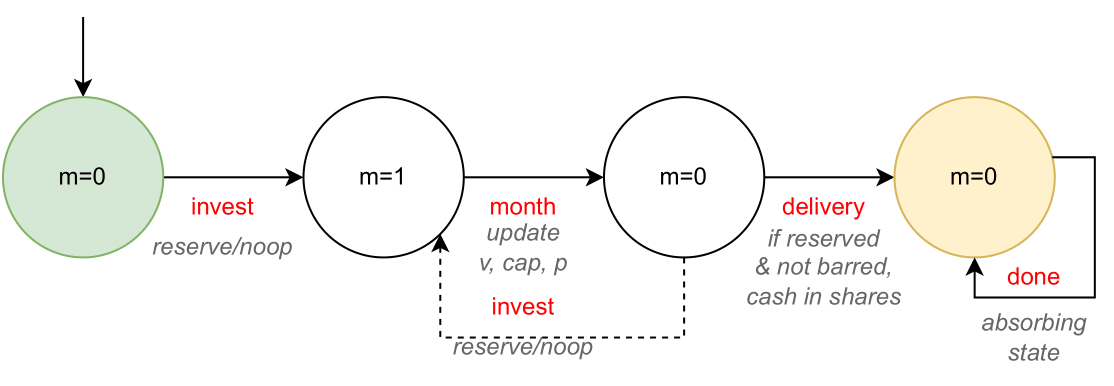 m=0
m=1
m=0
m=0
invest
reserve/noop
month
update
v, cap, p
delivery
if reserved
& not barred,
cash in shares
invest
reserve/noop
done
absorbing
state